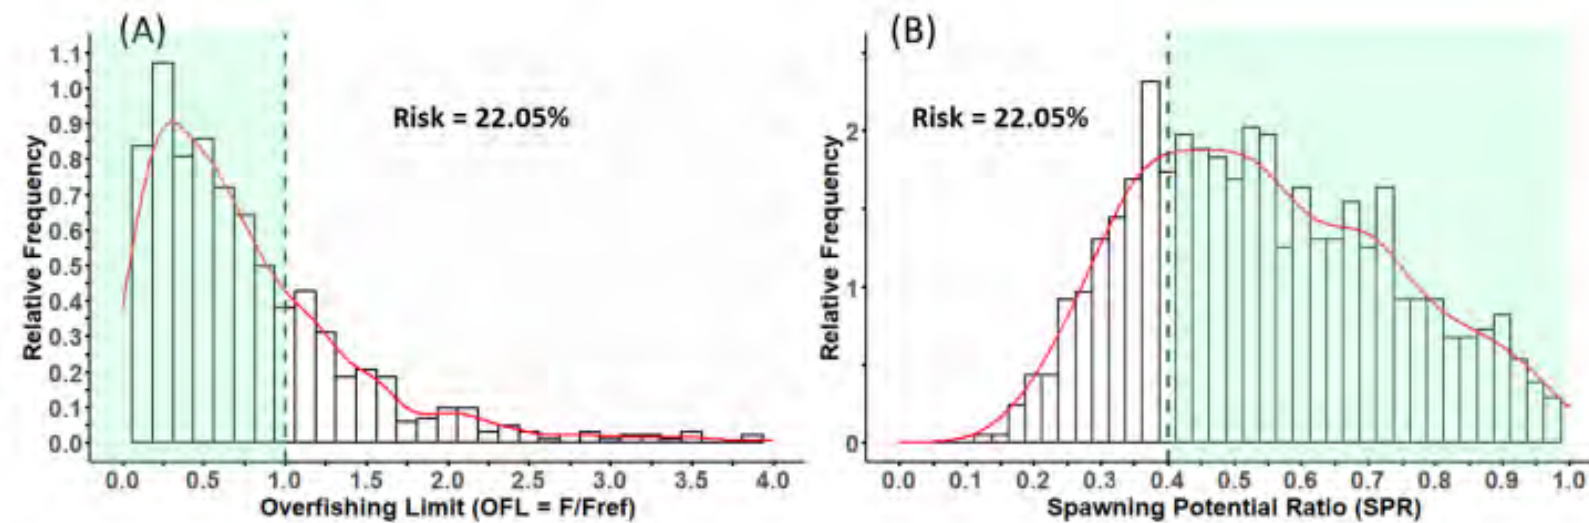 (A)
Relative Frequency
1.1
1.0
0.9
0.8
0.7
0.6
0.5
0.4
0.3
0.2
0.1
0.0
Risk = 22.05%
0.0 0.5 1.0 1.5 2.0 2.5 3.0 3.5 4.0
Overfishing Limit (OFL = F/Fref)
(B)
Relative Frequency
2
1
0
Risk = 22.05%
0.0 0.1 0.2 0.3 0.4 0.5 0.6 0.7 0.8 0.9 1.0
Spawning Potential Ratio (SPR)